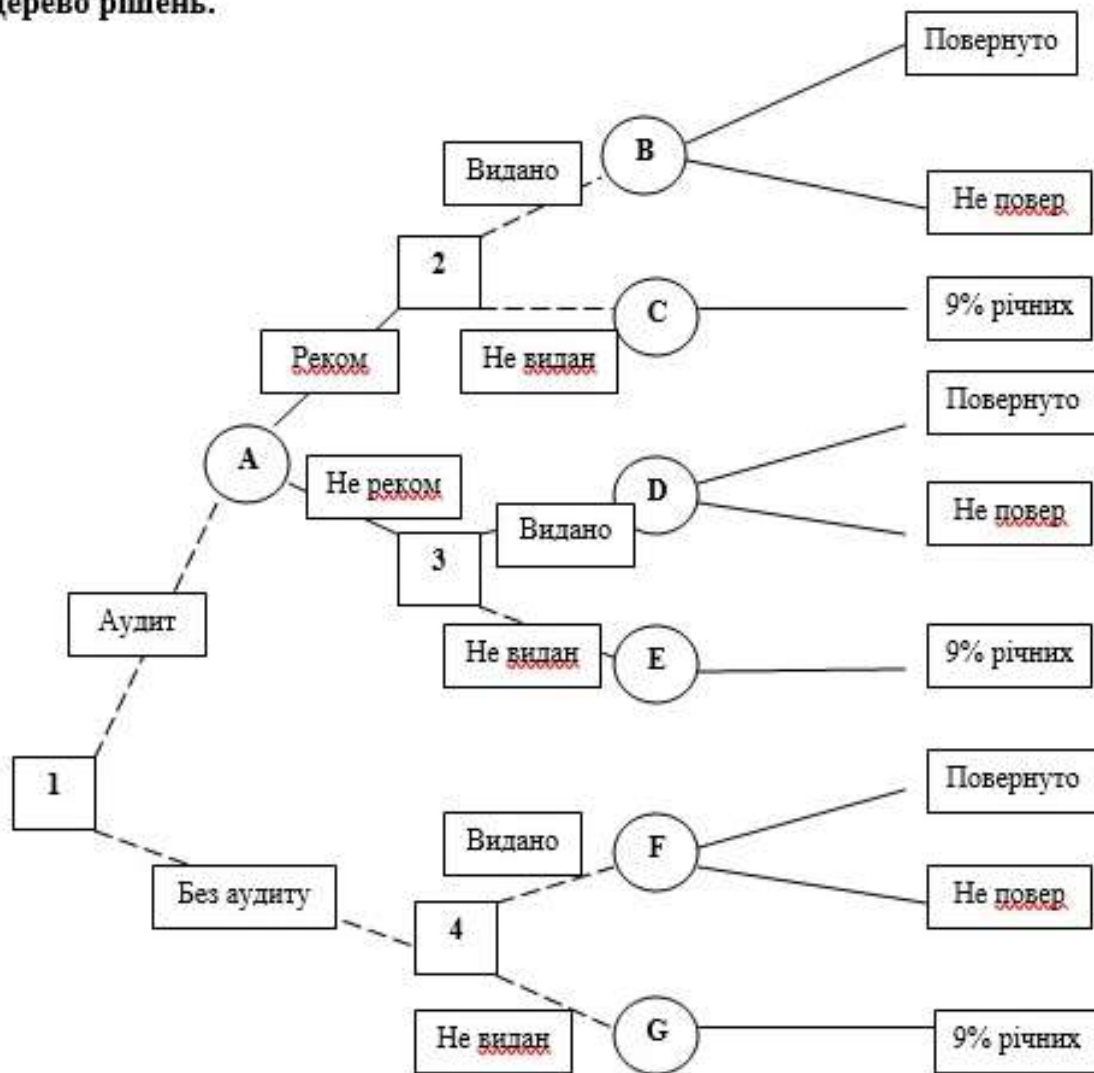 дерево рішень.
Повернуто
В
Видано
Не повер
2
С
9% річних
Реком
Не видан
Повернуто
А
Не реком
D
Не повер
Видано
3
Аудит
Не видан
Е
9% річних
1
Повернуто
Видано
F
Без аудиту
Не повер
4
Не видан
G
9% річних